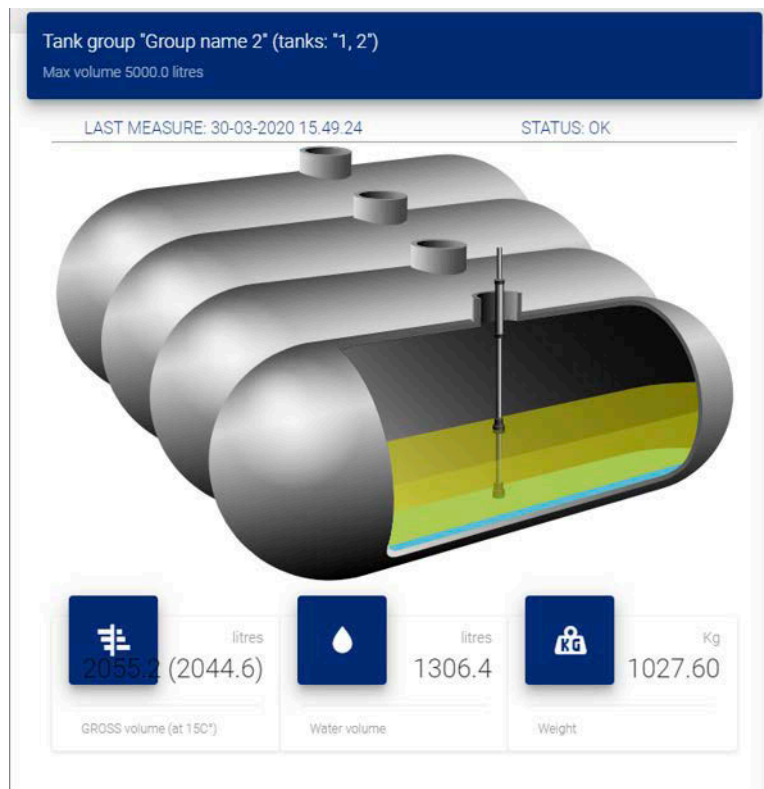 Tank group "Group name 2" (tanks: "1, 2")
Max volume 5000.0 litres
LAST MEASURE: 30-03-2020 15.49.24 STATUS: OK
litres
2055.2 (2044.6)
GROSS volume (at 15C°)
litres
1306.4
Water volume
KG
Kg
1027.60
Weight